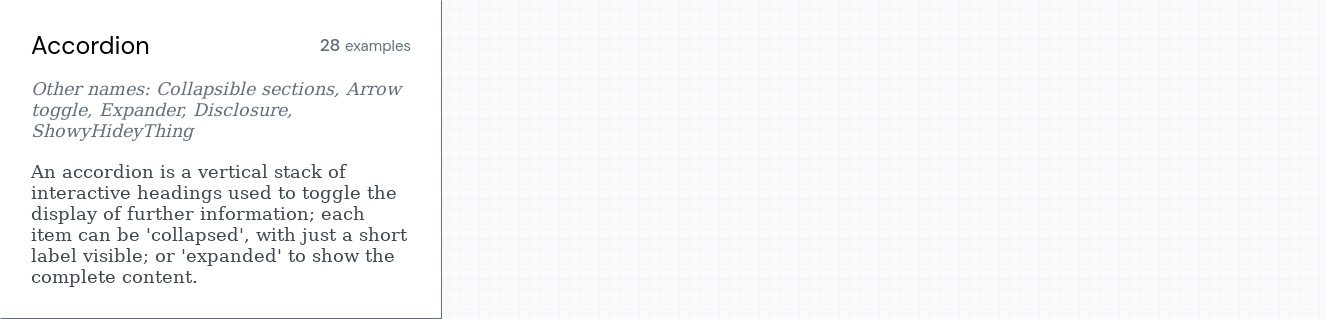 Accordion
28 examples
Other names: Collapsible sections, Arrow
toggle, Expander, Disclosure,
ShowyHideyThing
An accordion is a vertical stack of
interactive headings used to toggle the
display of further information; each
item can be 'collapsed', with just a short
label visible; or 'expanded' to show the
complete content.